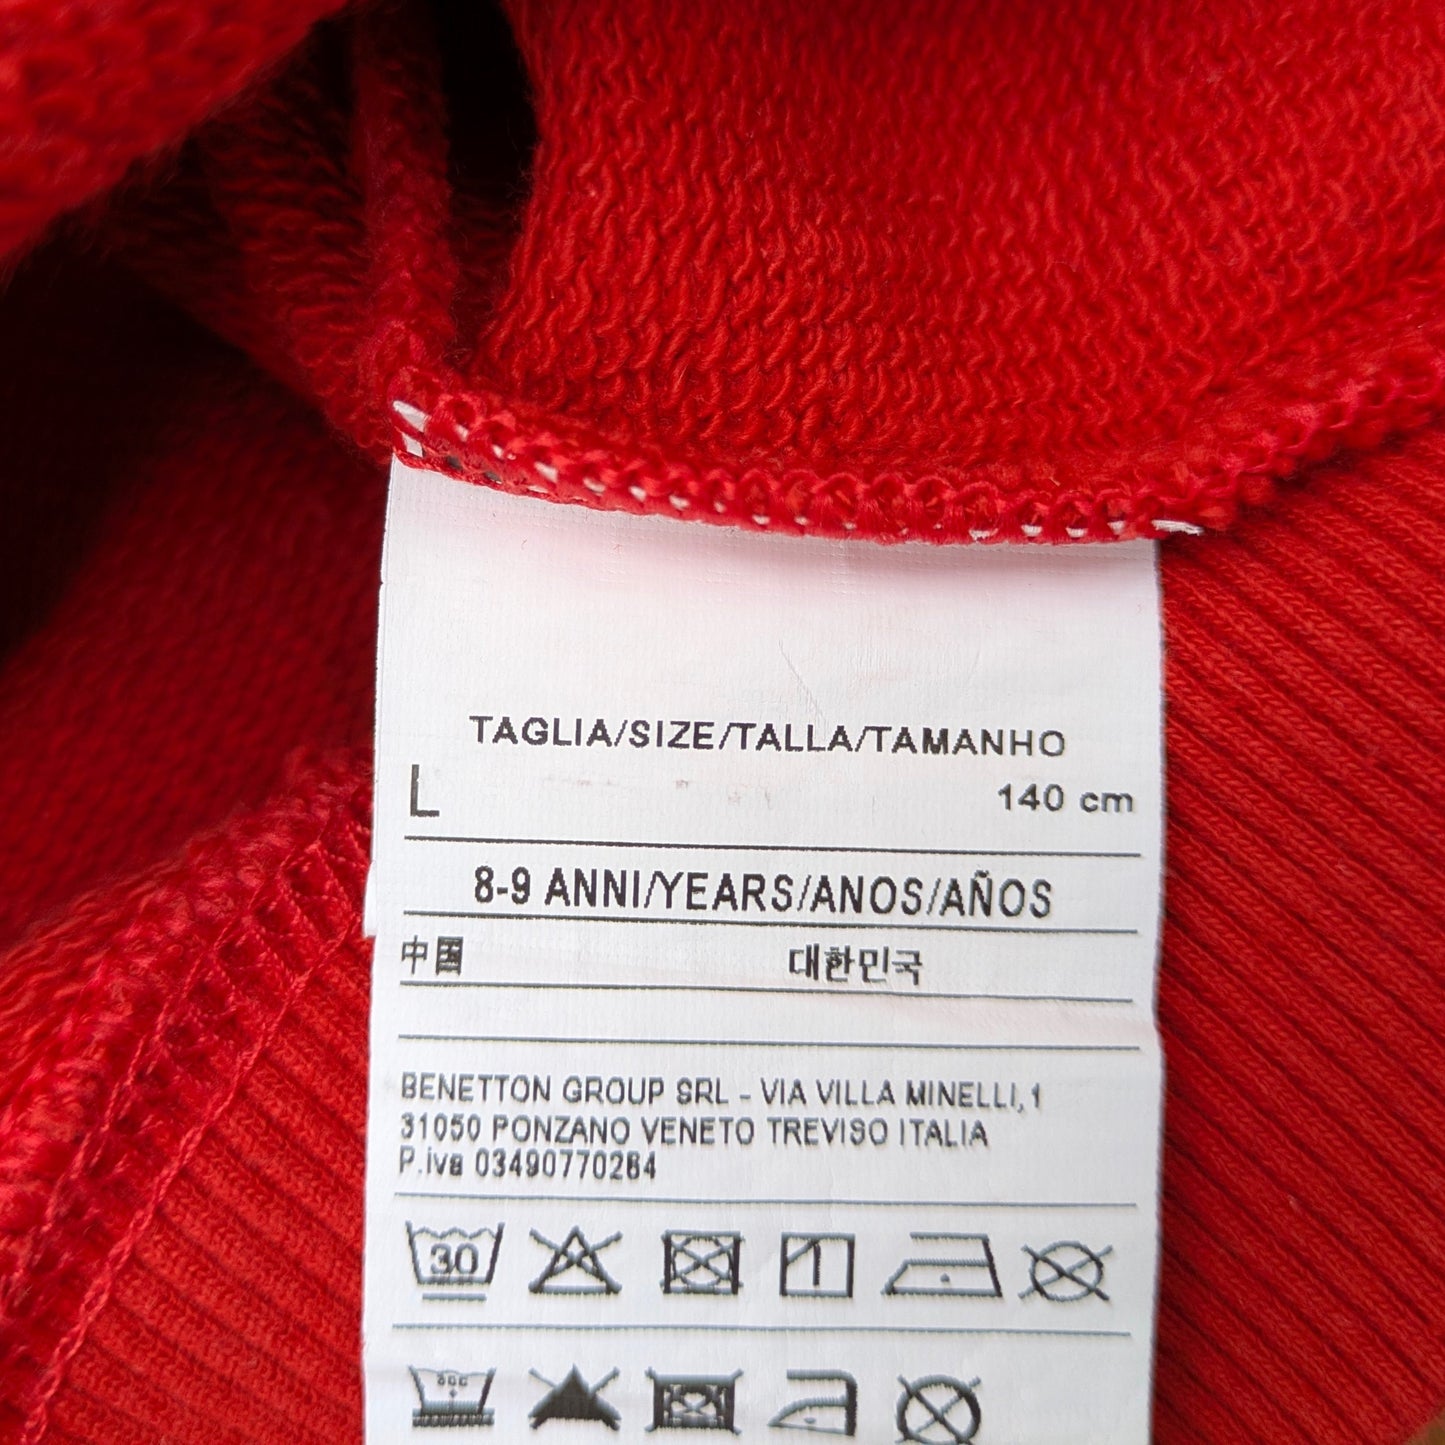 TAGLIA/SIZE/TALLA/TAMANHO
L 140 cm
8-9 ANNI/YEARS/ANOS/AÑOS
中国 대한민국
BENETTON GROUP SRL - VIA VILLA MINELLI,1
31050 PONZANO VENETO TREVISO ITALIA
P.iva 03490770264
30